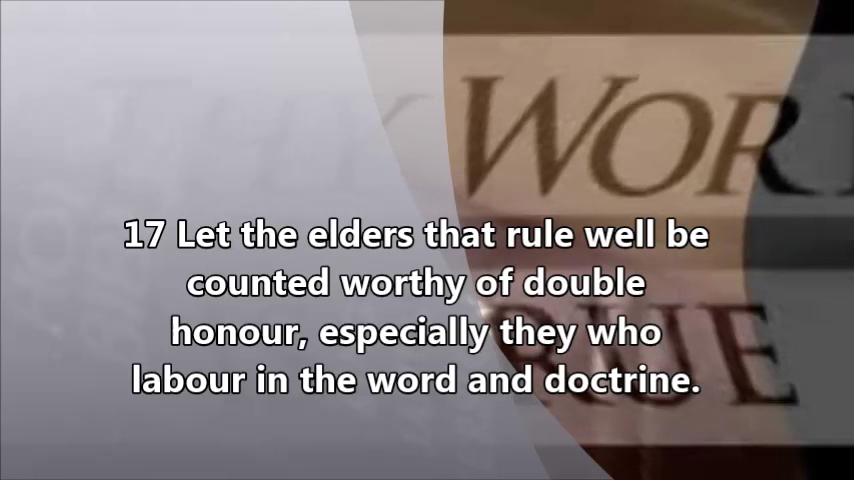 WOR
17 Let the elders that rule well be
counted worthy of double
honour, especially they who
labour in the word and doctrine.